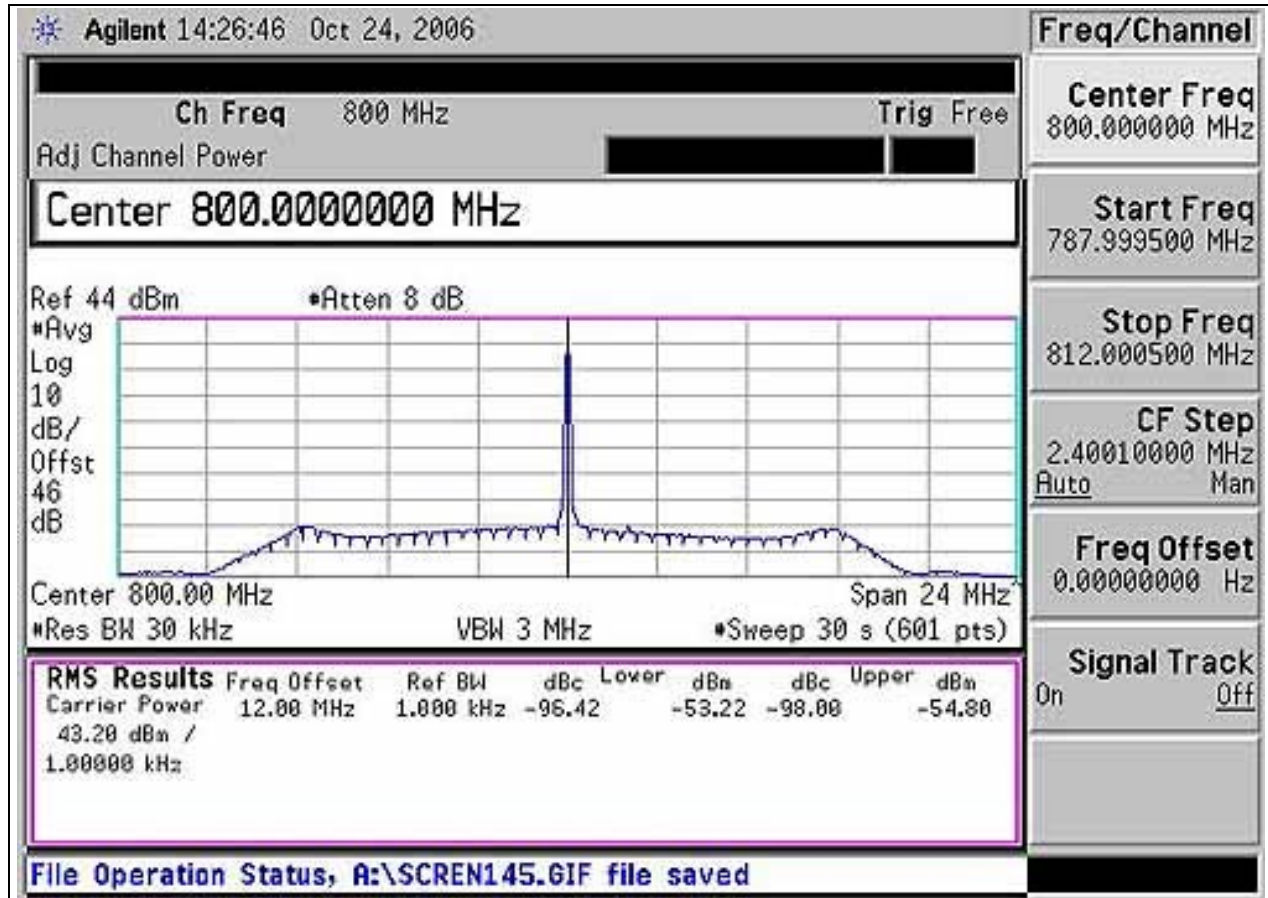 Agilent 14:26:46 Oct 24, 2006
Freq/Channel
Ch Freq 800 MHz Trig Free
Adj Channel Power
Center 800.0000000 MHz
Ref 44 dBm *Atten 8 dB
*Avg
Log
10
dB/
Offst
46
dB
Center 800.00 MHz Span 24 MHz
*Res BW 30 kHz VBW 3 MHz *Sweep 30 s (601 pts)
RMS Results Freq Offset Ref BW dBc Lower dBm dBc Upper dBm
Carrier Power 12.00 MHz 1.000 kHz -96.42 -53.22 -98.00 -54.80
43.20 dBm /
1.00000 kHz
File Operation Status, A:\SCREN145.GIF file saved
Center Freq
800.000000 MHz
Start Freq
787.999500 MHz
Stop Freq
812.000500 MHz
CF Step
2.40010000 MHz
Auto Man
Freq Offset
0.00000000 Hz
Signal Track
On Off